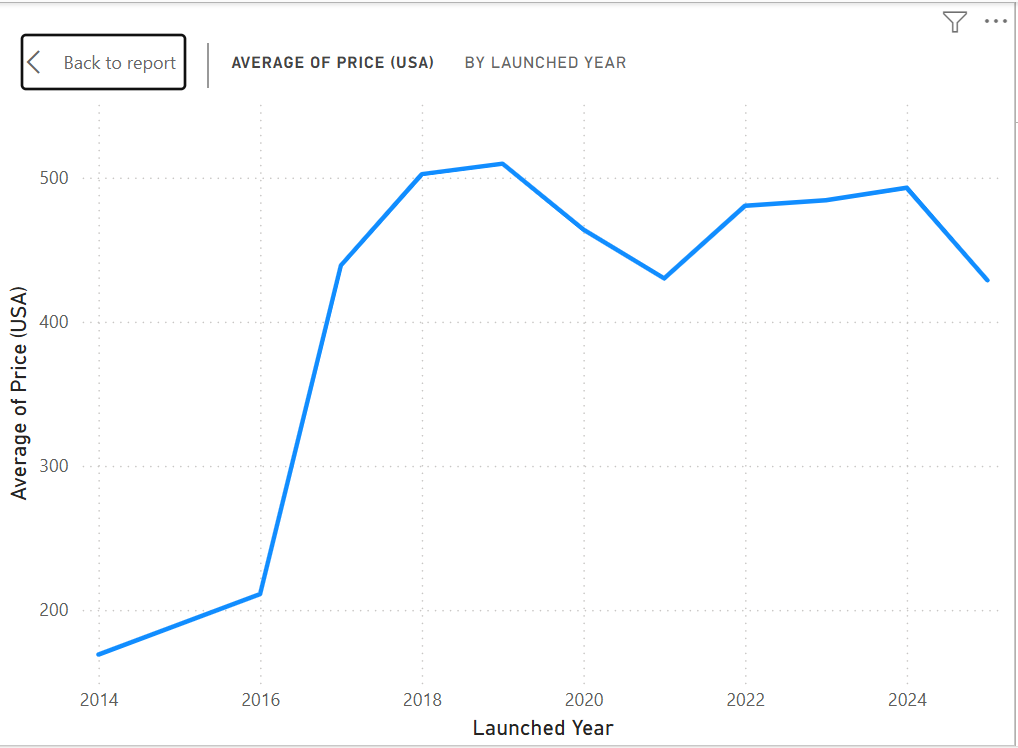 Back to report
AVERAGE OF PRICE (USA) BY LAUNCHED YEAR
500
400
300
200
Average of Price (USA)
2014 2016 2018 2020 2022 2024
Launched Year